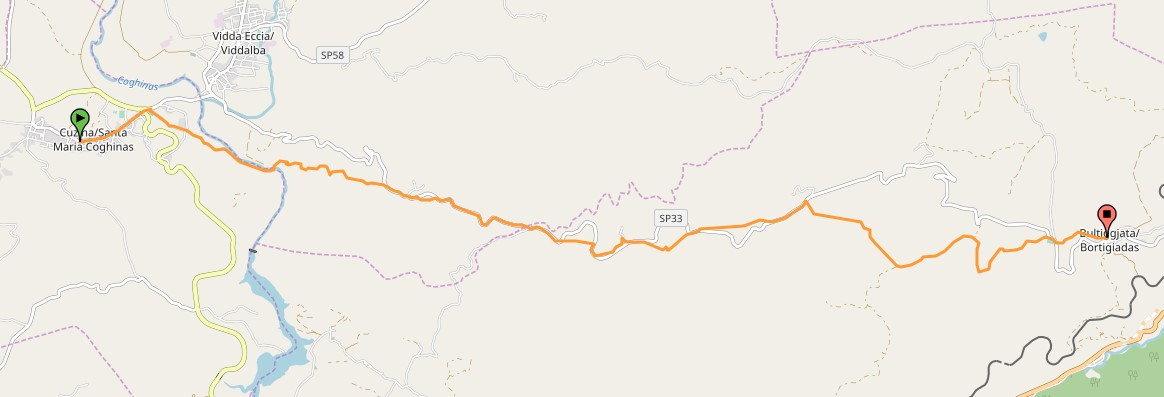 Vidda Eccia/
Viddalba
SP58
Coghinas
Cuzina/Santa
Maria Coghinas
SP33
Bultiggjata/
Bortigiadas